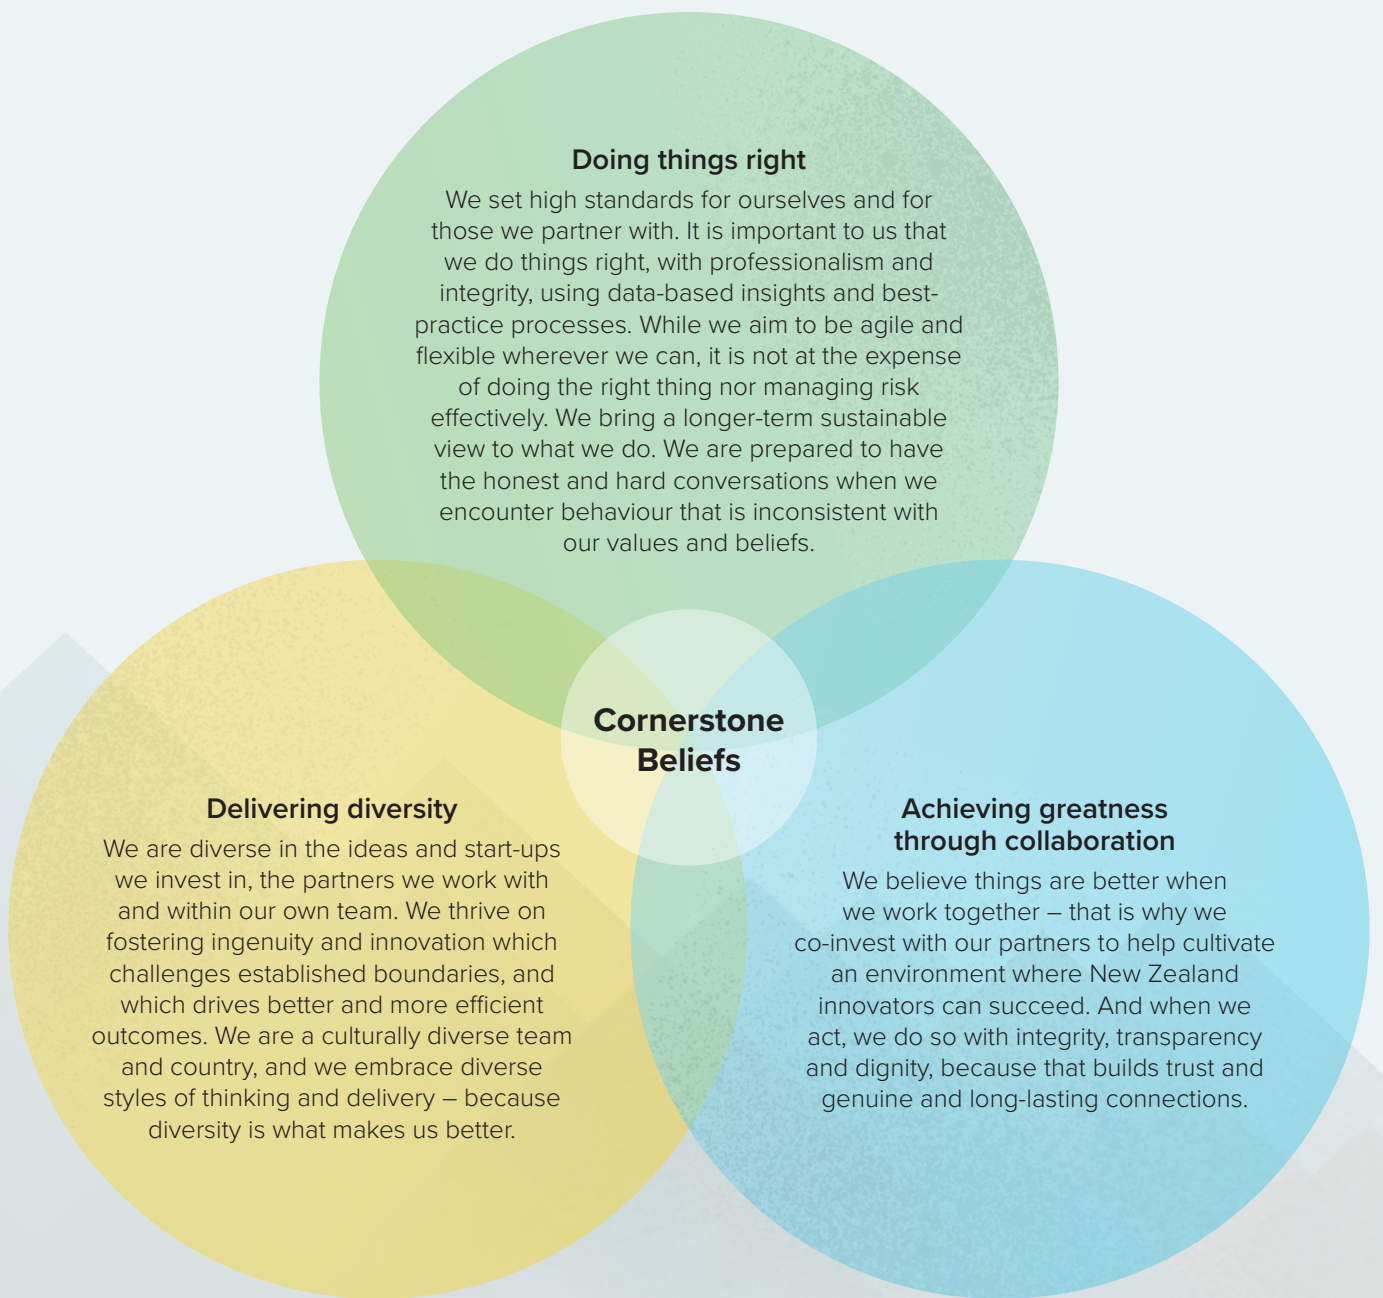 Doing things right
We set high standards for ourselves and for
those we partner with. It is important to us that
we do things right, with professionalism and
integrity, using data-based insights and best-
practice processes. While we aim to be agile and
flexible wherever we can, it is not at the expense
of doing the right thing nor managing risk
effectively. We bring a longer-term sustainable
view to what we do. We are prepared to have
the honest and hard conversations when we
encounter behaviour that is inconsistent with
our values and beliefs.
Cornerstone
Beliefs
Delivering diversity
We are diverse in the ideas and start-ups
we invest in, the partners we work with
and within our own team. We thrive on
fostering ingenuity and innovation which
challenges established boundaries, and
which drives better and more efficient
outcomes. We are a culturally diverse team
and country, and we embrace diverse
styles of thinking and delivery – because
diversity is what makes us better.
Achieving greatness
through collaboration
We believe things are better when
we work together – that is why we
co-invest with our partners to help cultivate
an environment where New Zealand
innovators can succeed. And when we
act, we do so with integrity, transparency
and dignity, because that builds trust and
genuine and long-lasting connections.